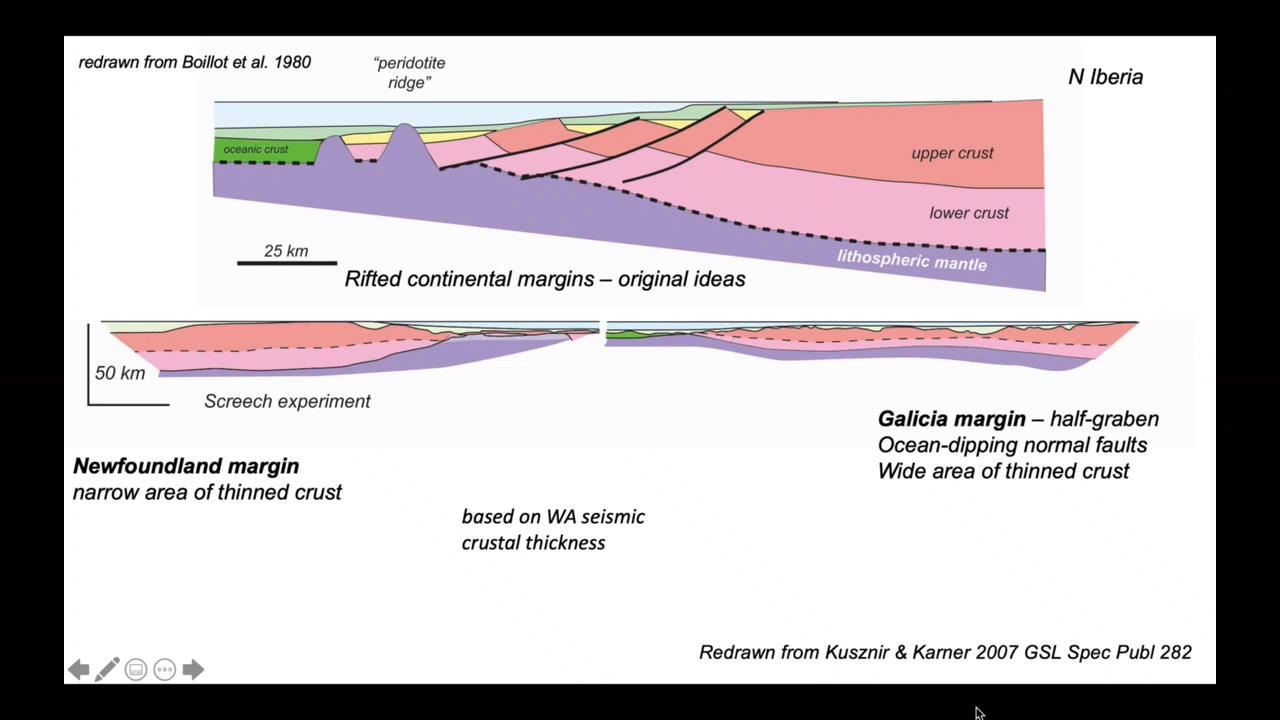 redrawn from Boillot et al. 1980
“peridotite
ridge”
N Iberia
oceanic crust
upper crust
lower crust
lithospheric mantle
25 km
Rifted continental margins – original ideas
50 km
Screech experiment
Galicia margin – half-graben
Ocean-dipping normal faults
Wide area of thinned crust
Newfoundland margin
narrow area of thinned crust
based on WA seismic
crustal thickness
Redrawn from Kusznir & Karner 2007 GSL Spec Publ 282